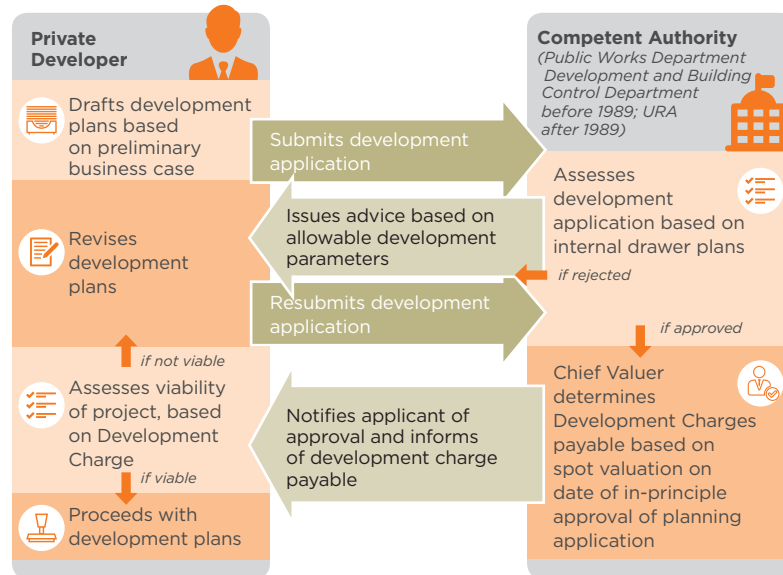 Private
Developer
Drafts development
plans based
on preliminary
business case
Submits development
application
Competent Authority
(Public Works Department
Development and Building
Control Department
before 1989; URA
after 1989)
Assesses
development
application based on
internal drawer plans
Issues advice based on
allowable development
parameters
if rejected
Revises
development
plans
Resubmits development
application
if approved
Chief Valuer
determines
Development Charges
payable based on
spot valuation on
date of in-principle
approval of planning
application
Notifies applicant of
approval and informs
of development charge
payable
if not viable
Assesses viability
of project, based
on Development
Charge
if viable
Proceeds with
development plans